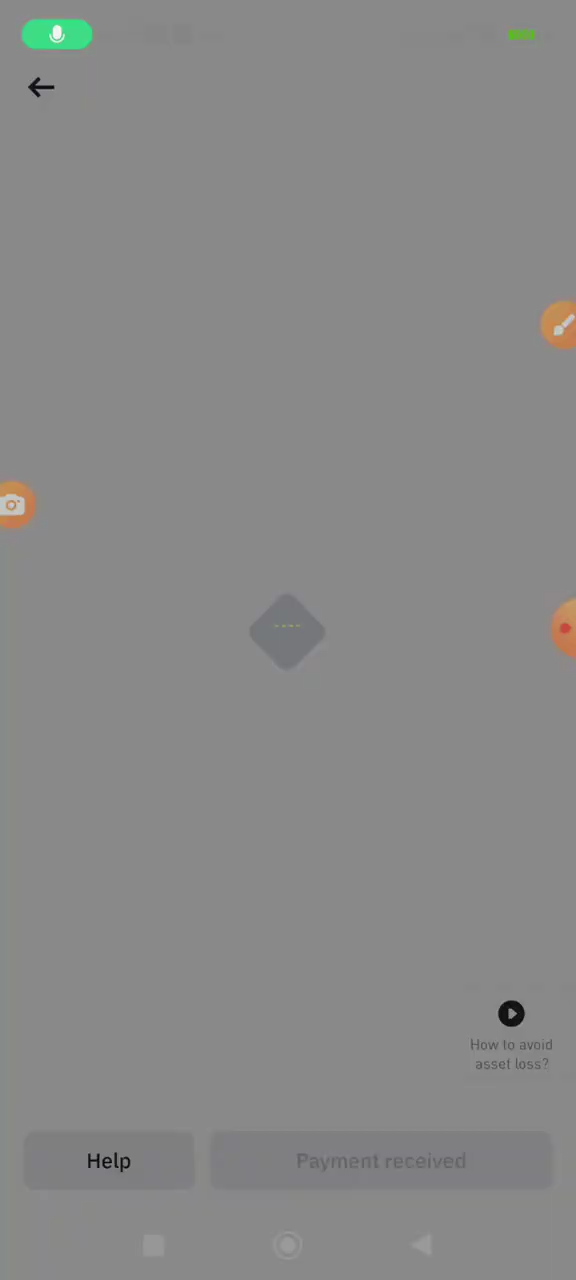 How to avoid
asset loss?
Help
Payment received